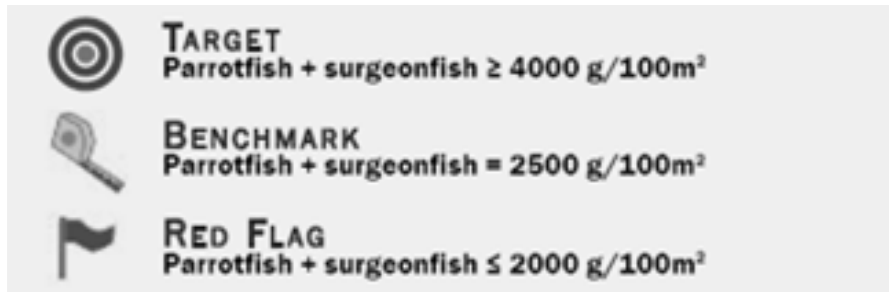 TARGET
Parrotfish + surgeonfish ≥ 4000 g/100m²
BENCHMARK
Parrotfish + surgeonfish = 2500 g/100m²
RED FLAG
Parrotfish + surgeonfish ≤ 2000 g/100m²